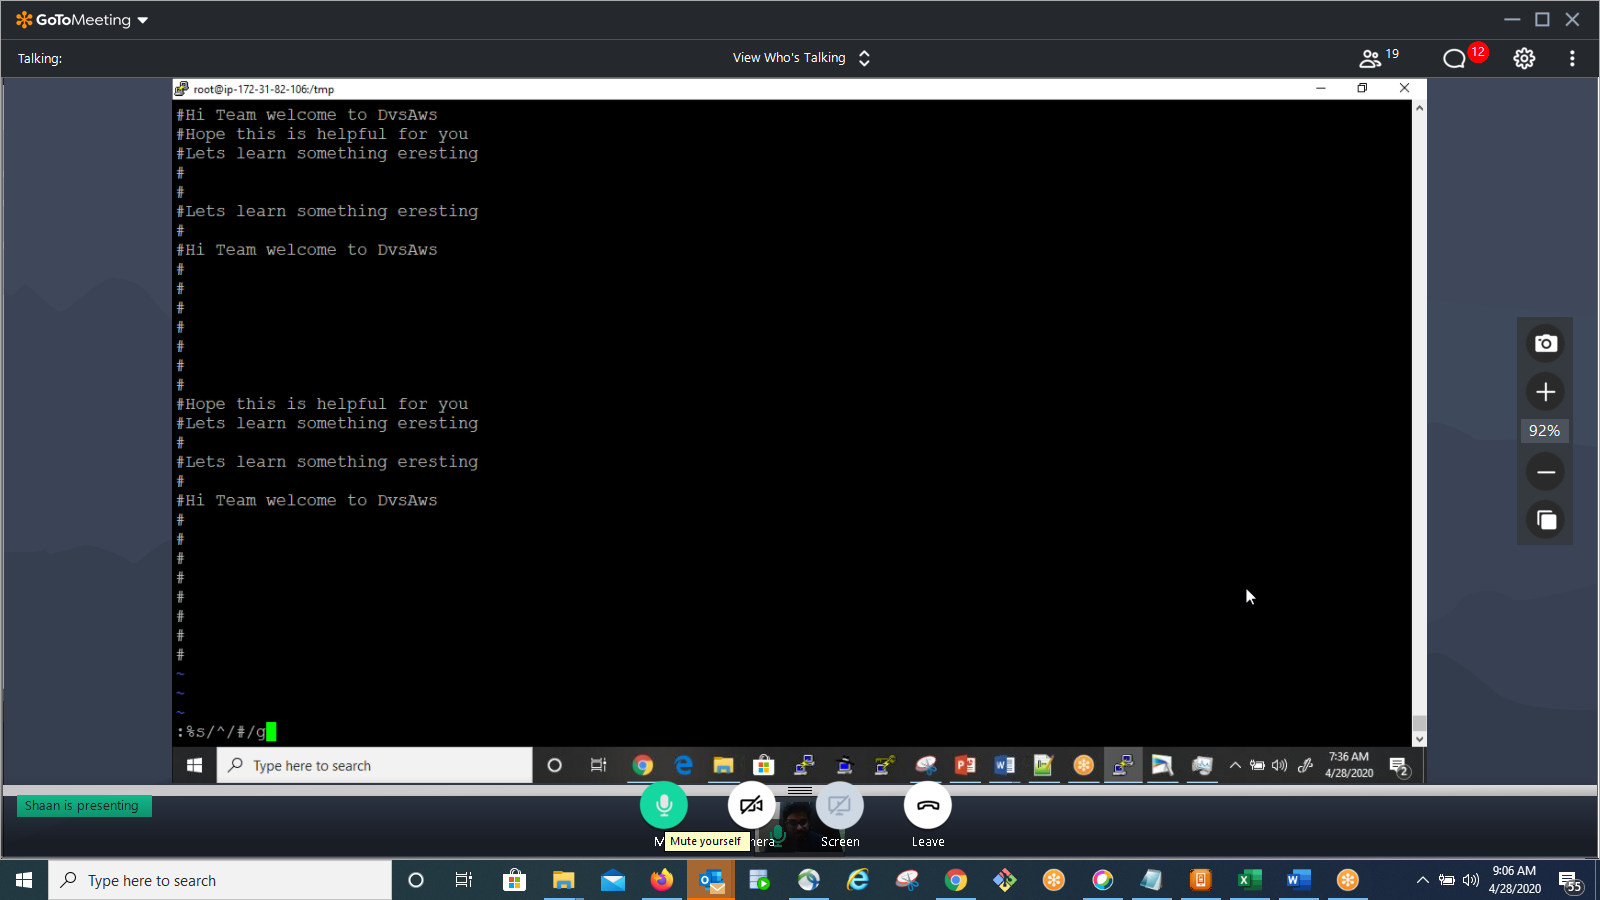 GoToMeeting
Talking:
View Who's Talking
19
12
root@ip-172-31-82-106:/tmp
#Hi Team welcome to DvsAws
#Hope this is helpful for you
#Lets learn something eresting
#
#
#Lets learn something eresting
#
#Hi Team welcome to DvsAws
#
#
#
#
#
#
#
#Hope this is helpful for you
#Lets learn something eresting
#
#Lets learn something eresting
#
#Hi Team welcome to DvsAws
#
#
#
#
#
#
#
#
~
~
~
:%s/^/#/g
92%
Type here to search
7:36 AM
4/28/2020
2
Shaan is presenting
M
Mute yourself
nera
Screen
Leave
Type here to search
9:06 AM
4/28/2020
55